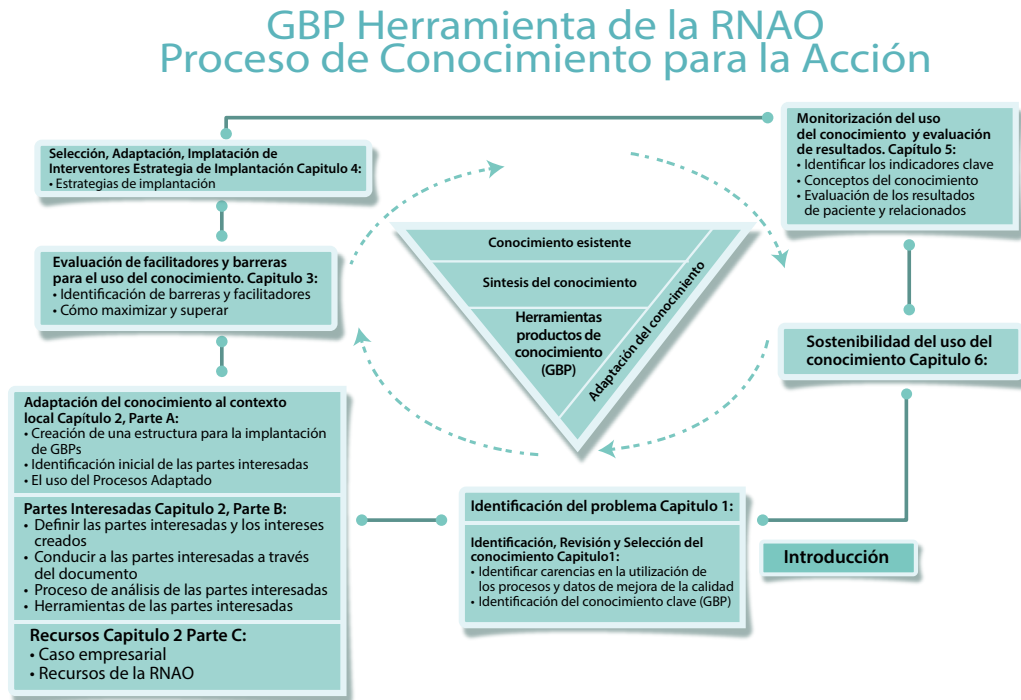 GBP Herramienta de la RNAO
Proceso de Conocimiento para la Acción
Selección, Adaptación, Implatación de
Interventores Estrategia de Implantación Capitulo 4:
• Estrategias de implantación
Monitorización del uso
del conocimiento y evaluación
de resultados. Capítulo 5:
• Identificar los indicadores clave
• Conceptos del conocimiento
• Evaluación de los resultados
de paciente y relacionados
Evaluación de facilitadores y barreras
para el uso del conocimiento. Capitulo 3:
• Identificación de barreras y facilitadores
• Cómo maximizar y superar
Conocimiento existente
Sintesis del conocimiento
Herramientas
productos de
conocimiento
(GBP)
Adaptación del conocimiento
Sostenibilidad del uso del
conocimiento Capitulo 6:
Adaptación del conocimiento al contexto
local Capítulo 2, Parte A:
• Creación de una estructura para la implantación
de GBPs
• Identificación inicial de las partes interesadas
• El uso del Procesos Adaptado
Partes Interesadas Capitulo 2, Parte B:
• Definir las partes interesadas y los intereses
creados
• Conducir a las partes interesadas a través
del documento
• Proceso de análisis de las partes interesadas
• Herramientas de las partes interesadas
Recursos Capitulo 2 Parte C:
• Caso empresarial
• Recursos de la RNAO
Identificación del problema Capitulo 1:
Identificación, Revisión y Selección del
conocimiento Capitulo1:
• Identificar carencias en la utilización de
los procesos y datos de mejora de la calidad
• Identificación del conocimiento clave (GBP)
Introducción